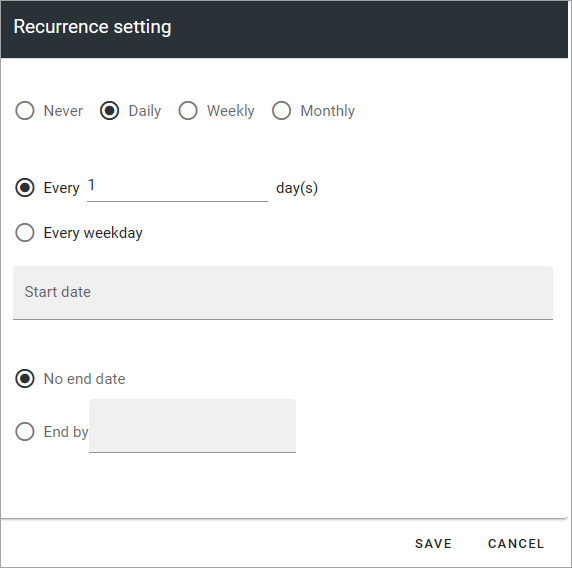 Recurrence setting
Never Daily Weekly Monthly
Every 1 day(s)
Every weekday
Start date
No end date
End by
SAVE CANCEL